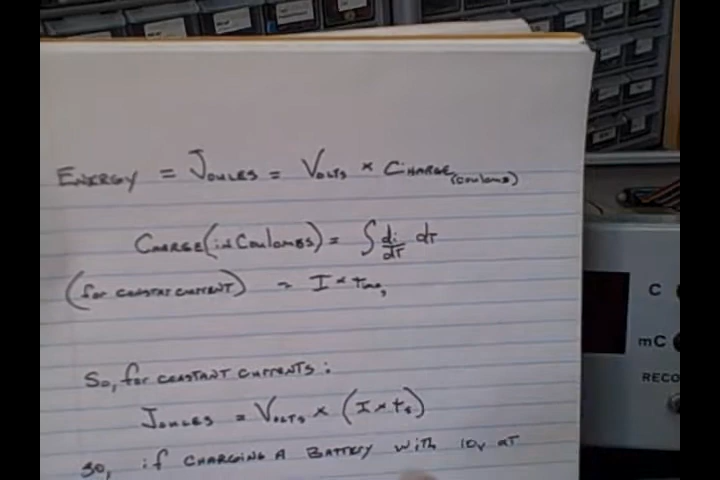 ENERGY = JOULES = VOLTS × CHARGE (COULOMBS)
CHARGE (in COULOMBS) = ∫ di/dT dT
(for CONSTANT CURRENT) = I × time,
So, for CONSTANT CURRENTS:
JOULES = VOLTS × (I × ts)
so, if CHARGING A BATTERY WITH 10V AT
C
mC
RECO